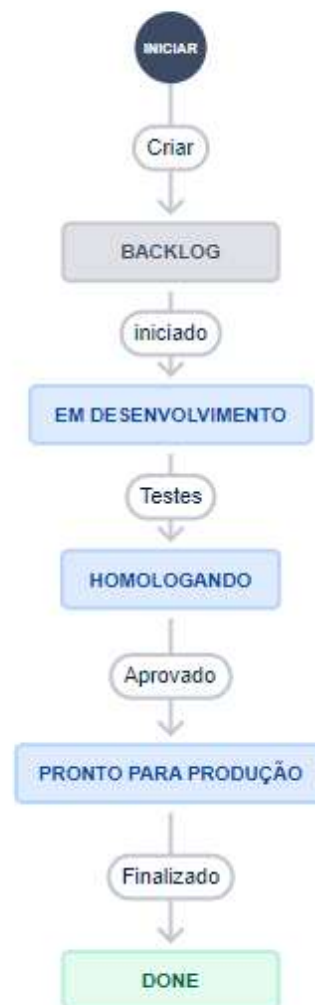 INICIAR
Criar
BACKLOG
iniciado
EM DESENVOLVIMENTO
Testes
HOMOLOGANDO
Aprovado
PRONTO PARA PRODUÇÃO
Finalizado
DONE